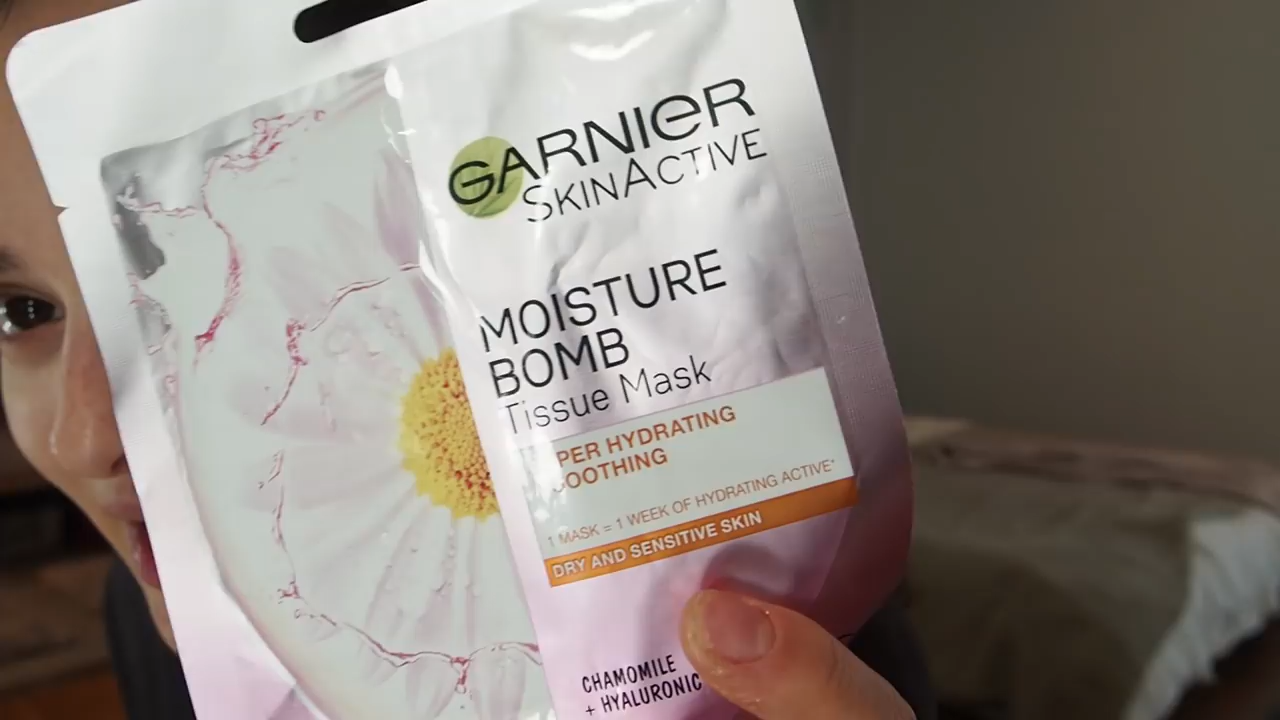 GARNIER
SKINACTIVE
MOISTURE
BOMB
Tissue Mask
PER HYDRATING
OOTHING
1 MASK = 1 WEEK OF HYDRATING ACTIVE*
DRY AND SENSITIVE SKIN
CHAMOMILE
+ HYALURONIC